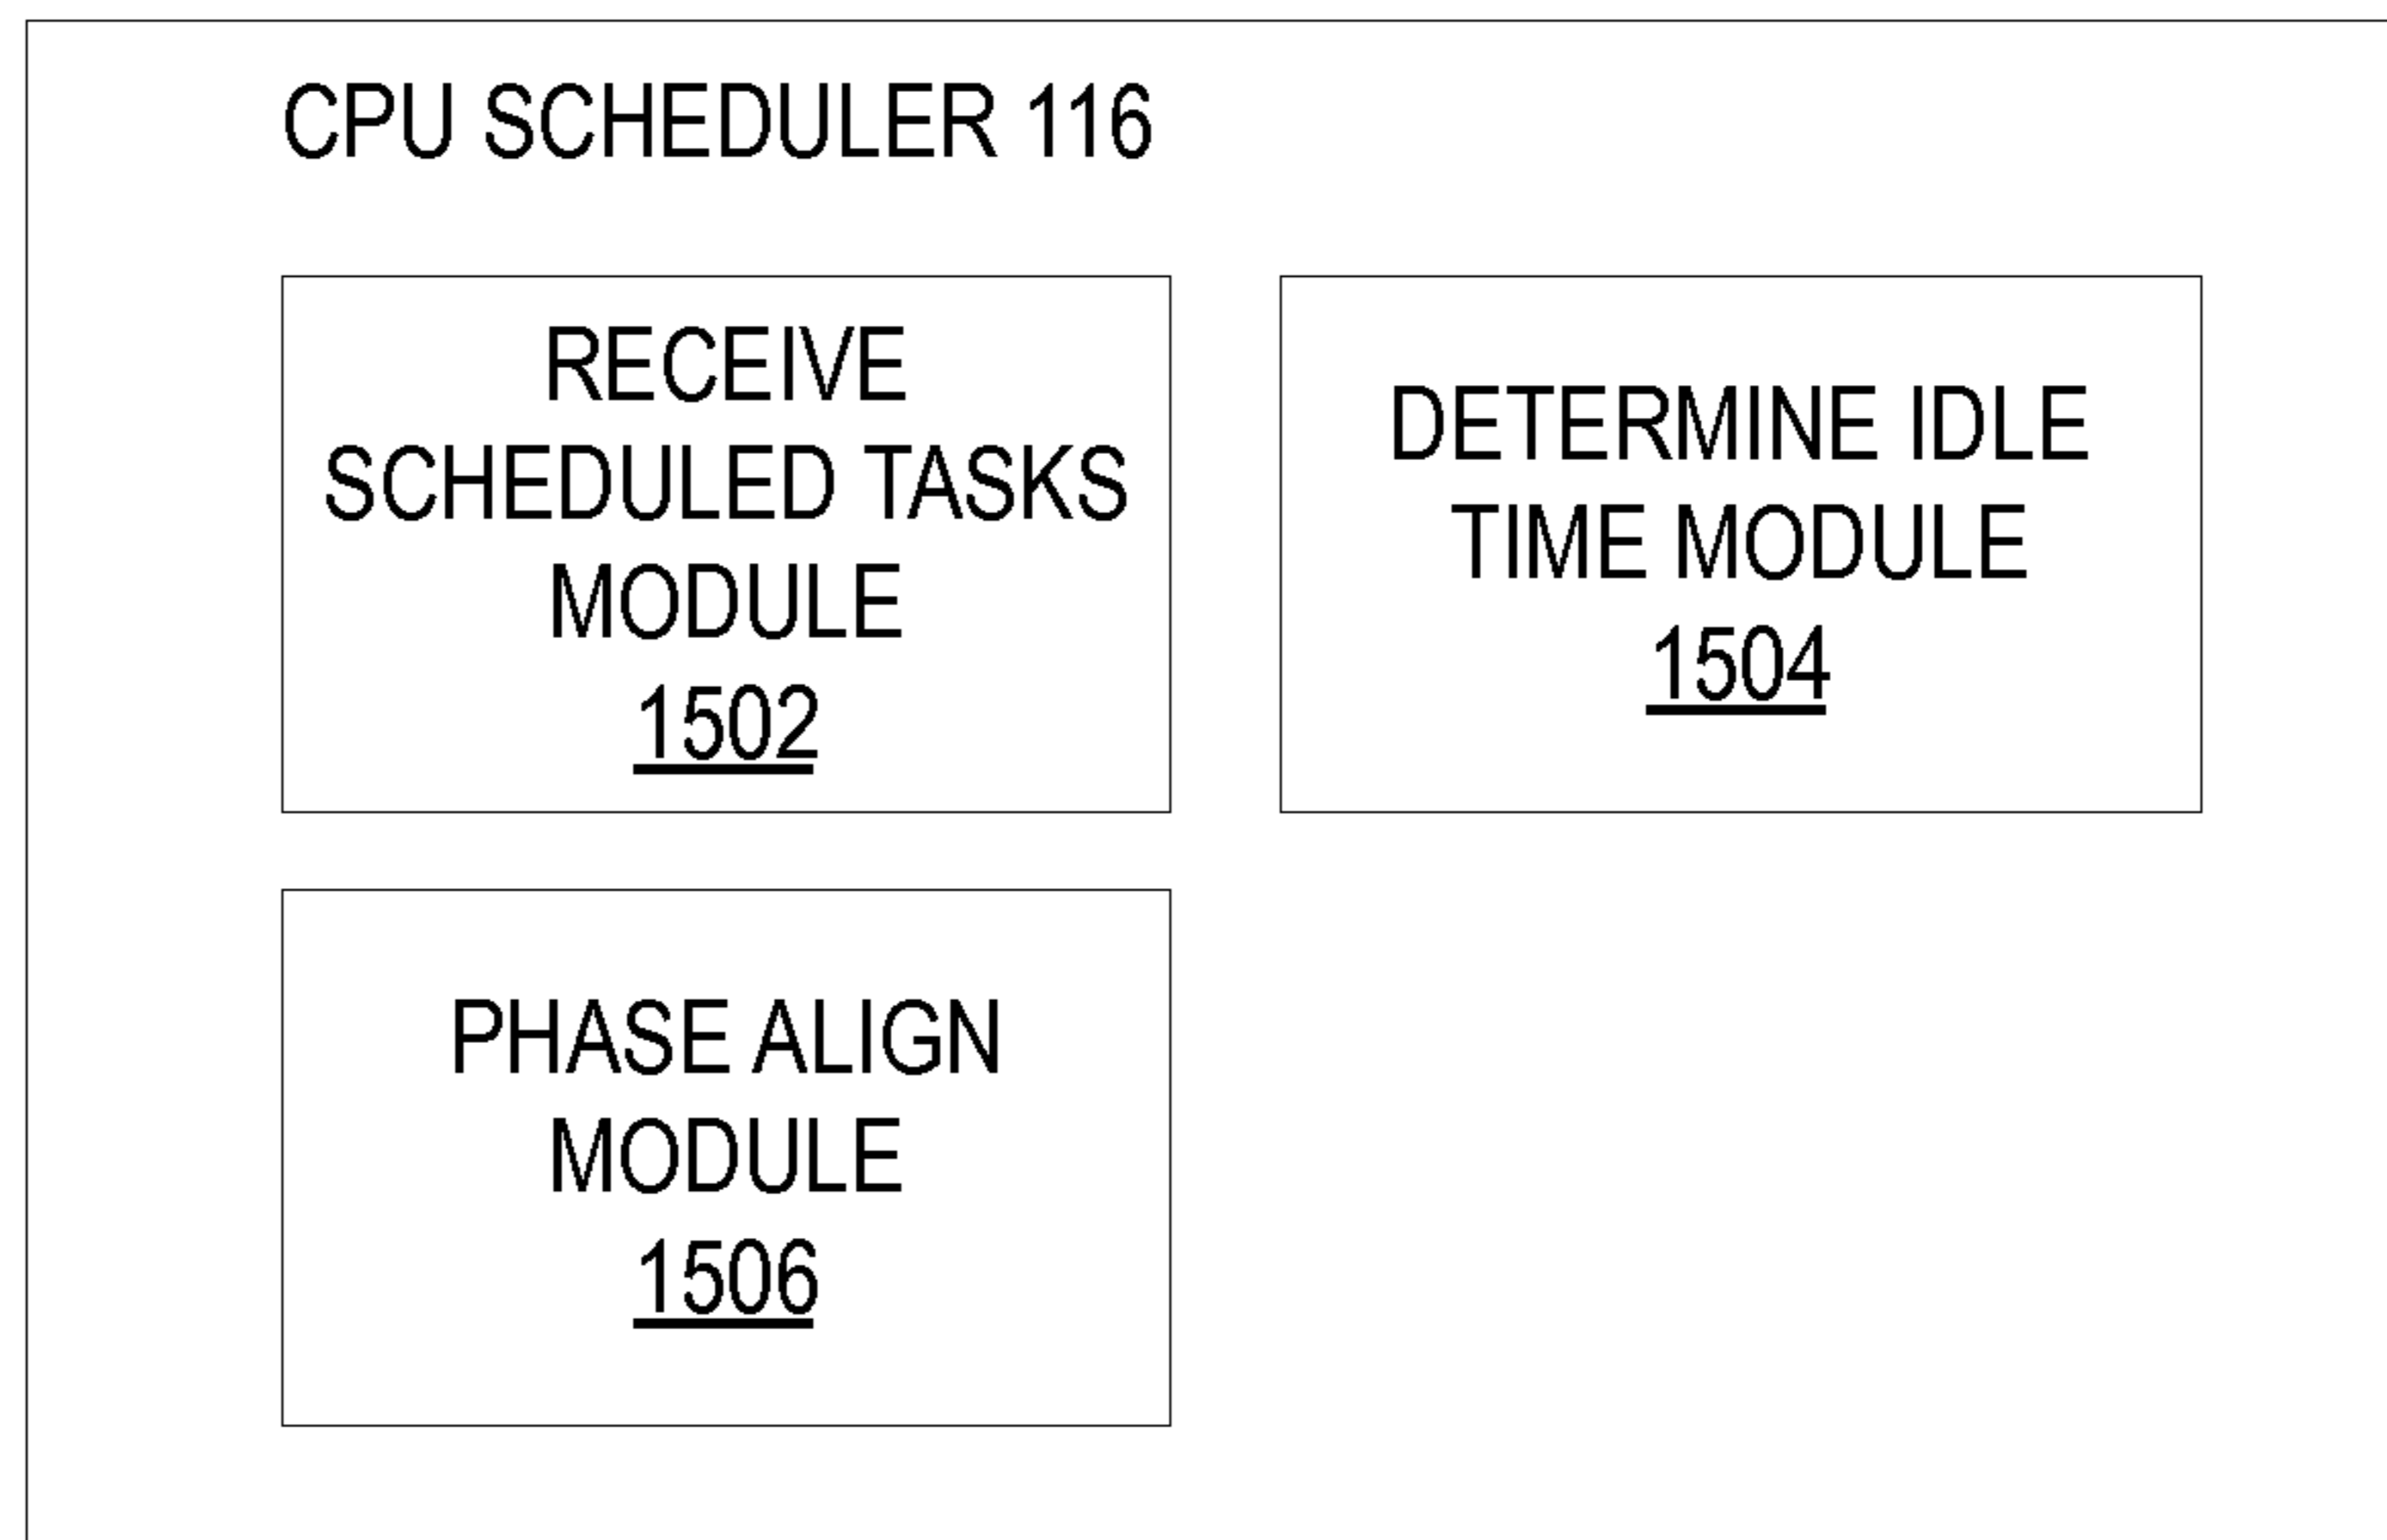 CPU SCHEDULER 116
RECEIVE
SCHEDULED TASKS
MODULE
1502
DETERMINE IDLE
TIME MODULE
1504
PHASE ALIGN
MODULE
1506